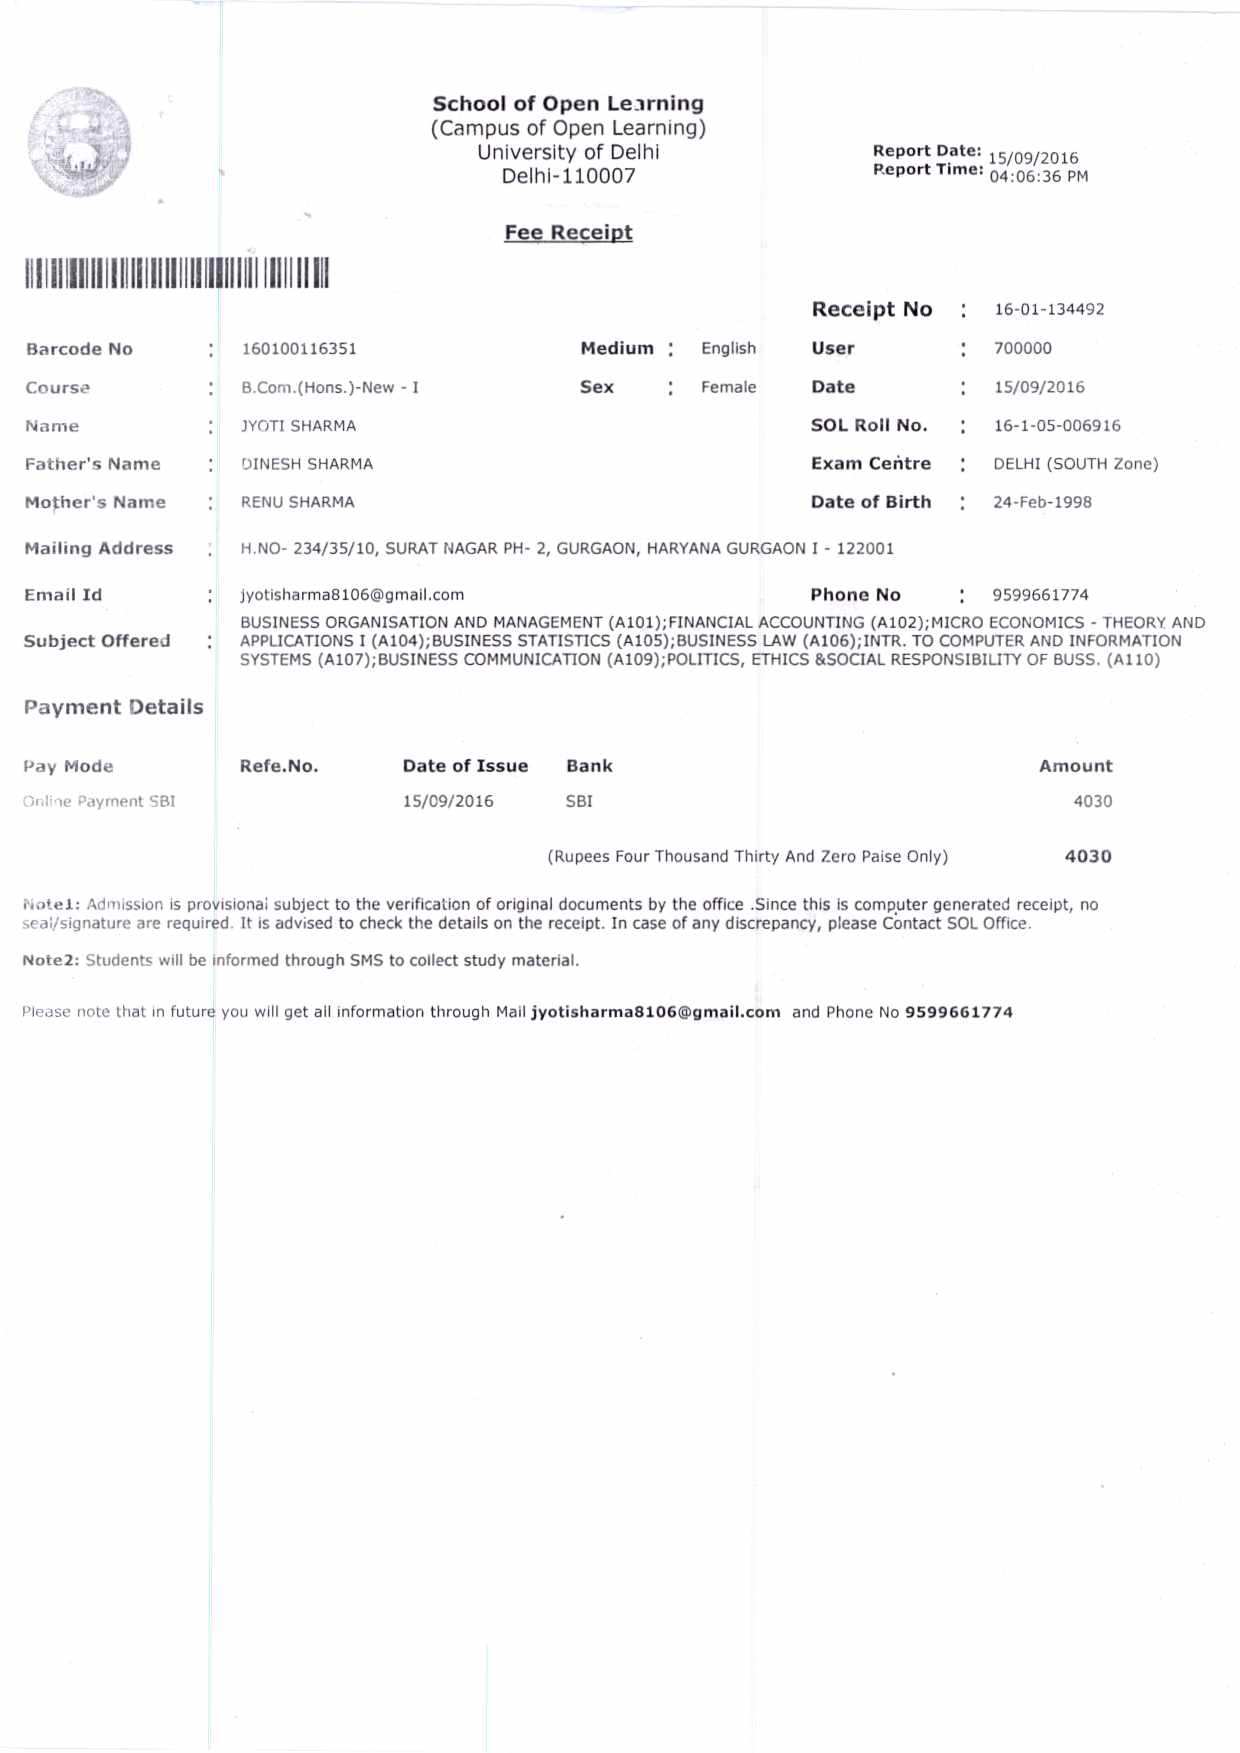 School of Open Learning
(Campus of Open Learning)
University of Delhi
Delhi-110007
Report Date: 15/09/2016
Report Time: 04:06:36 PM
Fee Receipt
Receipt No : 16-01-134492
Barcode No : 160100116351 Medium : English User : 700000
Course : B.Com.(Hons.)-New - I Sex : Female Date : 15/09/2016
Name : JYOTI SHARMA SOL Roll No. : 16-1-05-006916
Father's Name : DINESH SHARMA Exam Centre : DELHI (SOUTH Zone)
Mother's Name : RENU SHARMA Date of Birth : 24-Feb-1998
Mailing Address : H.NO- 234/35/10, SURAT NAGAR PH- 2, GURGAON, HARYANA GURGAON I - 122001
Email Id : jyotisharma8106@gmail.com Phone No : 9599661774
BUSINESS ORGANISATION AND MANAGEMENT (A101);FINANCIAL ACCOUNTING (A102);MICRO ECONOMICS - THEORY AND
Subject Offered : APPLICATIONS I (A104);BUSINESS STATISTICS (A105);BUSINESS LAW (A106);INTR. TO COMPUTER AND INFORMATION
SYSTEMS (A107);BUSINESS COMMUNICATION (A109);POLITICS, ETHICS &SOCIAL RESPONSIBILITY OF BUSS. (A110)
Payment Details
Pay Mode Refe.No. Date of Issue Bank Amount
Online Payment SBI 15/09/2016 SBI 4030
(Rupees Four Thousand Thirty And Zero Paise Only) 4030
Note1: Admission is provisional subject to the verification of original documents by the office .Since this is computer generated receipt, no
seal/signature are required. It is advised to check the details on the receipt. In case of any discrepancy, please Contact SOL Office.
Note2: Students will be informed through SMS to collect study material.
Please note that in future you will get all information through Mail jyotisharma8106@gmail.com and Phone No 9599661774